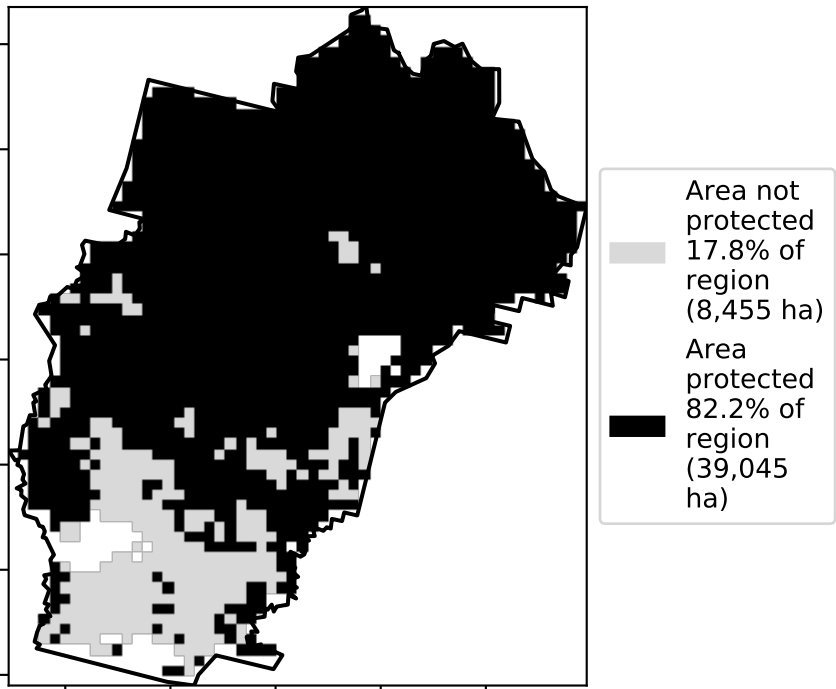 Area not
protected
17.8% of
region
(8,455 ha)
Area
protected
82.2% of
region
(39,045
ha)